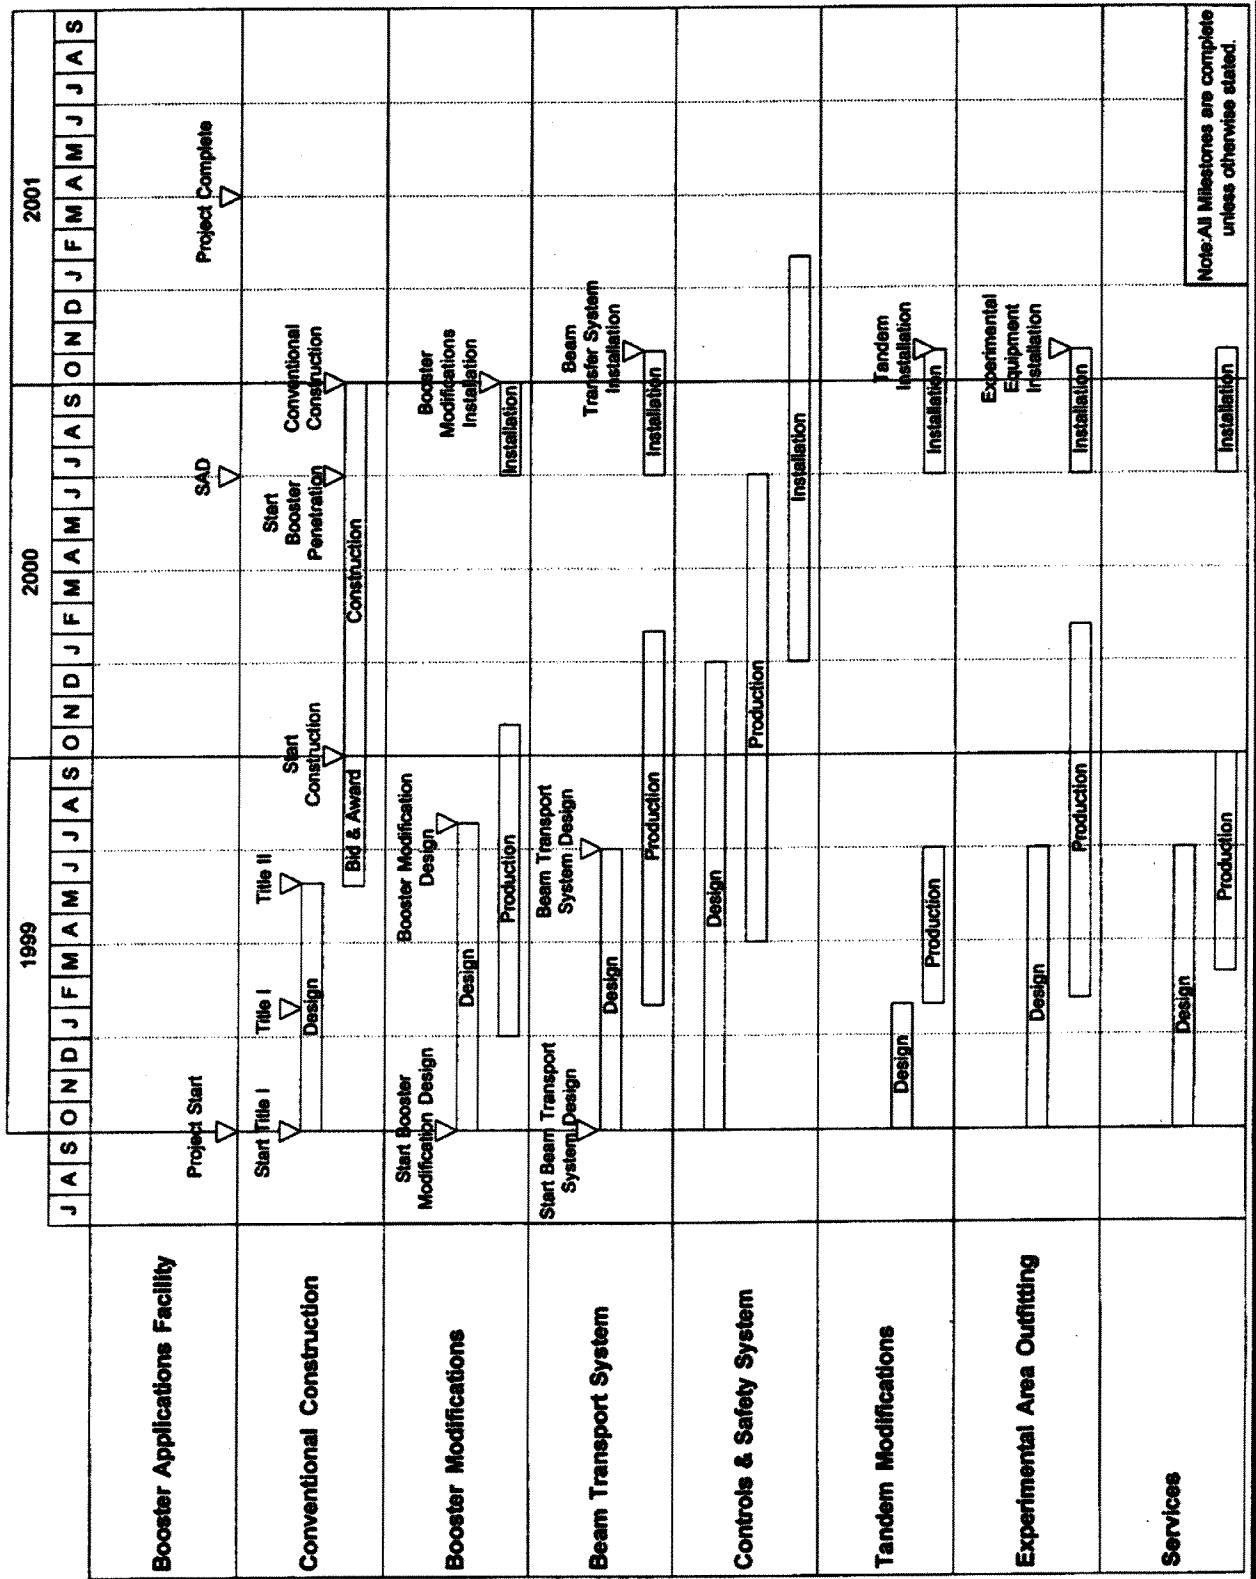 1999
2000
2001
J A S O N D J F M A M J J A S O N D J F M A M J J A S O N D J F M A M J J A S
Booster Applications Facility
Project Start
SAD
Project Complete
Conventional Construction
Start Title I
Title I
Title II
Start
Construction
Start
Booster
Penetration
Conventional
Construction
Design
Bid & Award
Construction
Booster Modifications
Start Booster
Modification Design
Booster Modification
Design
Booster
Modifications
Installation
Design
Production
Installation
Beam Transport System
Start Beam Transport
System Design
Beam Transport
System Design
Beam
Transfer System
Installation
Design
Production
Installation
Controls & Safety System
Design
Production
Installation
Tandem Modifications
Tandem
Installation
Design
Production
Installation
Experimental Area Outfitting
Experimental
Equipment
Installation
Design
Production
Installation
Services
Design
Production
Installation
Note:All Milestones are complete
unless otherwise stated.